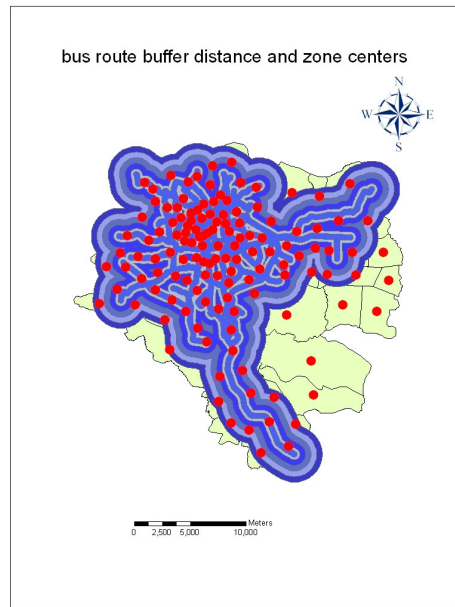 bus route buffer distance and zone centers
N
W E
S
Meters
0 2,500 5,000 10,000